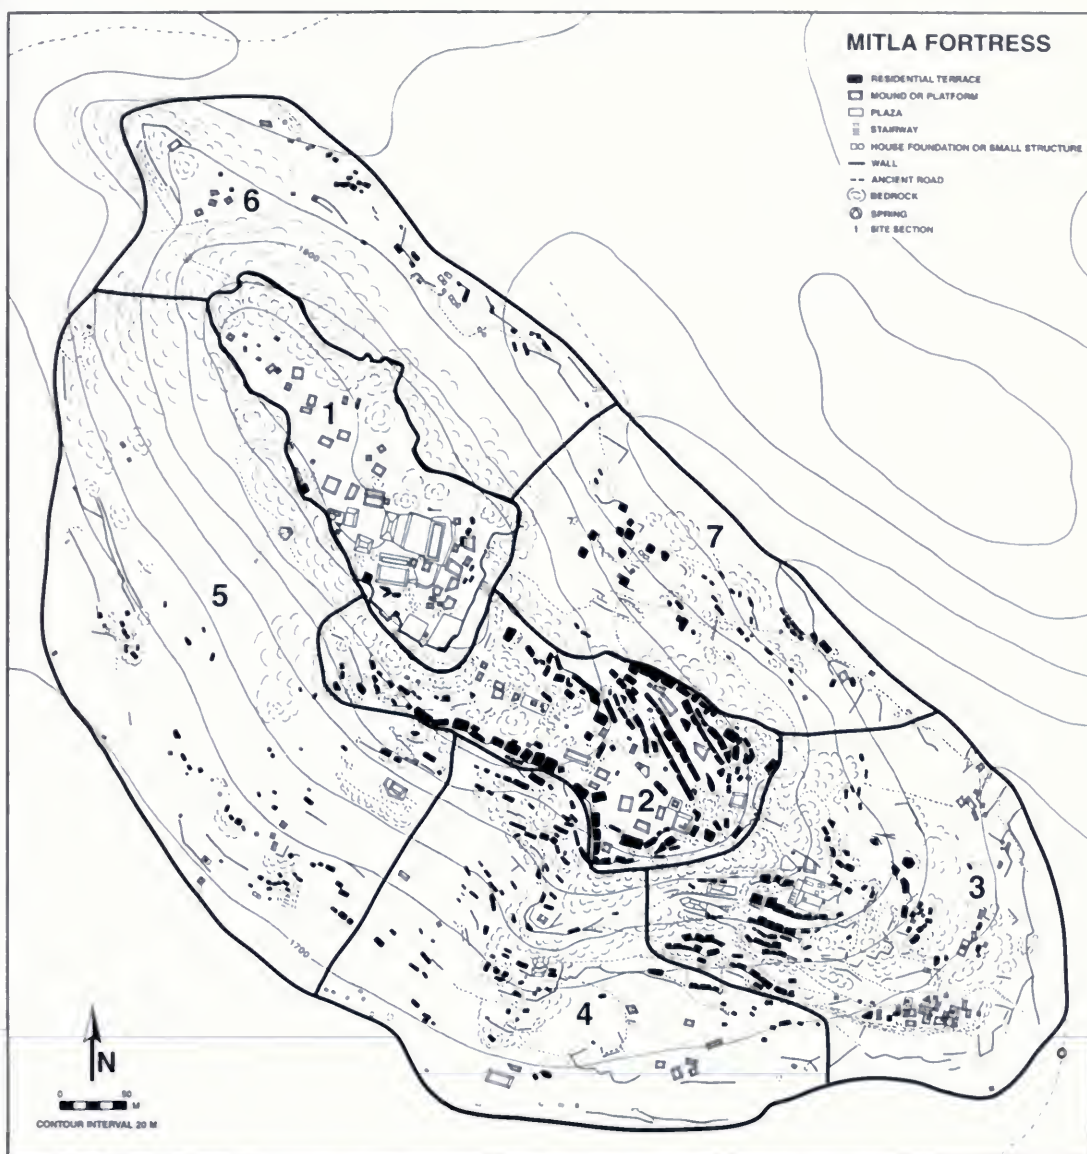 MITLA FORTRESS
RESIDENTIAL TERRACE
MOUND OR PLATFORM
PLAZA
STAIRWAY
HOUSE FOUNDATION OR SMALL STRUCTURE
WALL
ANCIENT ROAD
BEDROCK
SPRING
1 SITE SECTION
6
1800
1
7
5
2
3
1700
4
N
0 50
M
CONTOUR INTERVAL 20 M